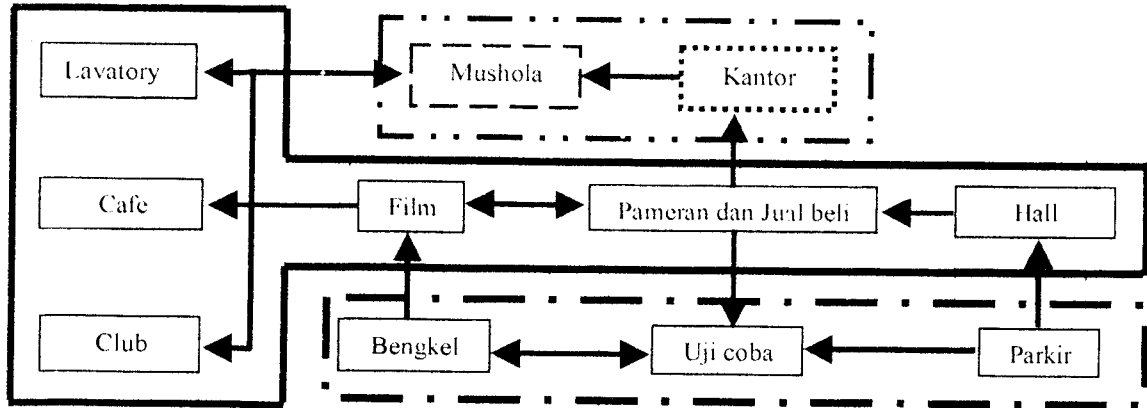 Lavatory
Mushola
Kantor
Cafe
Film
Pameran dan Jual beli
Hall
Club
Bengkel
Uji coba
Parkir